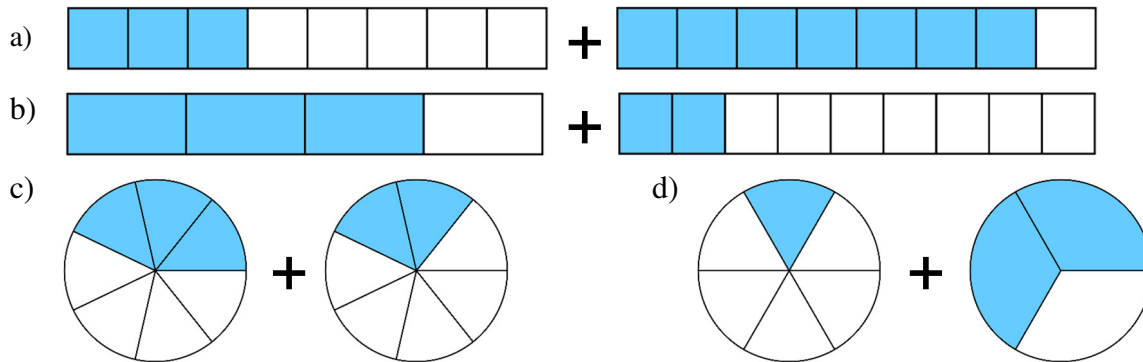 a) +
b) +
c) + d) +